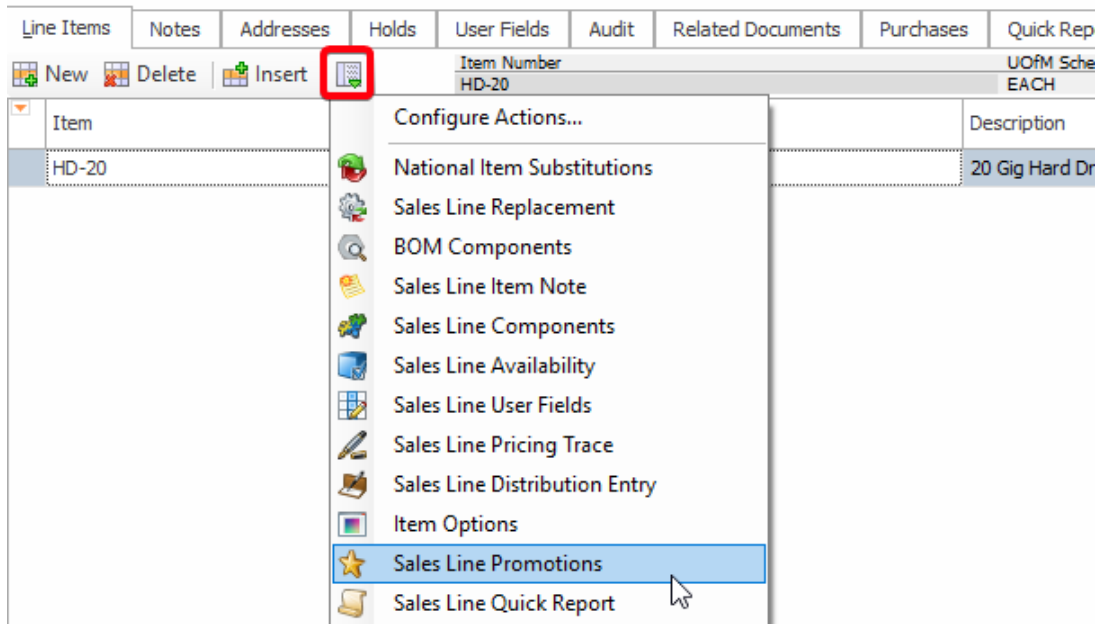 Line Items Notes Addresses Holds User Fields Audit Related Documents Purchases Quick Rep
New Delete Insert
Item Number UOfM Sche
HD-20 EACH
Item Description
HD-20 20 Gig Hard Dr
Configure Actions...
National Item Substitutions
Sales Line Replacement
BOM Components
Sales Line Item Note
Sales Line Components
Sales Line Availability
Sales Line User Fields
Sales Line Pricing Trace
Sales Line Distribution Entry
Item Options
Sales Line Promotions
Sales Line Quick Report